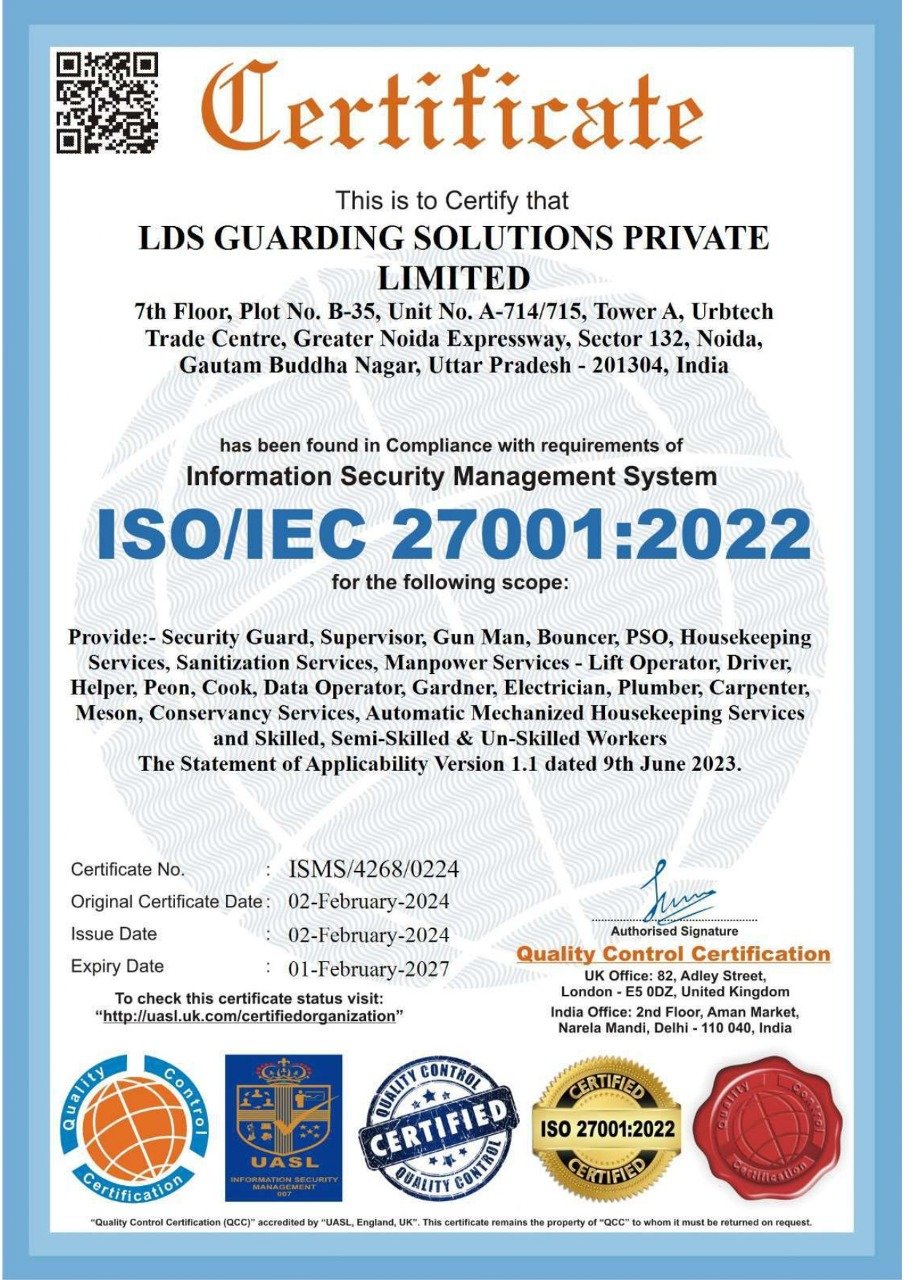 Certificate
This is to Certify that
LDS GUARDING SOLUTIONS PRIVATE
LIMITED
7th Floor, Plot No. B-35, Unit No. A-714/715, Tower A, Urbtech
Trade Centre, Greater Noida Expressway, Sector 132, Noida,
Gautam Buddha Nagar, Uttar Pradesh - 201304, India
has been found in Compliance with requirements of
Information Security Management System
ISO/IEC 27001:2022
for the following scope:
Provide:- Security Guard, Supervisor, Gun Man, Bouncer, PSO, Housekeeping
Services, Sanitization Services, Manpower Services - Lift Operator, Driver,
Helper, Peon, Cook, Data Operator, Gardner, Electrician, Plumber, Carpenter,
Meson, Conservancy Services, Automatic Mechanized Housekeeping Services
and Skilled, Semi-Skilled & Un-Skilled Workers
The Statement of Applicability Version 1.1 dated 9th June 2023.
Certificate No. : ISMS/4268/0224
Original Certificate Date : 02-February-2024
Issue Date : 02-February-2024
Expiry Date : 01-February-2027
To check this certificate status visit:
“http://uasl.uk.com/certifiedorganization”
Authorised Signature
Quality Control Certification
UK Office: 82, Adley Street,
London - E5 0DZ, United Kingdom
India Office: 2nd Floor, Aman Market,
Narela Mandi, Delhi - 110 040, India
Quality Control
Certification
UASL
INFORMATION SECURITY
MANAGEMENT
007
QUALITY CONTROL
CERTIFIED
QUALITY CONTROL
CERTIFIED
ISO 27001:2022
CERTIFIED
Quality Control
Certification
“Quality Control Certification (QCC)” accredited by “UASL, England, UK”. This certificate remains the property of “QCC” to whom it must be returned on request.